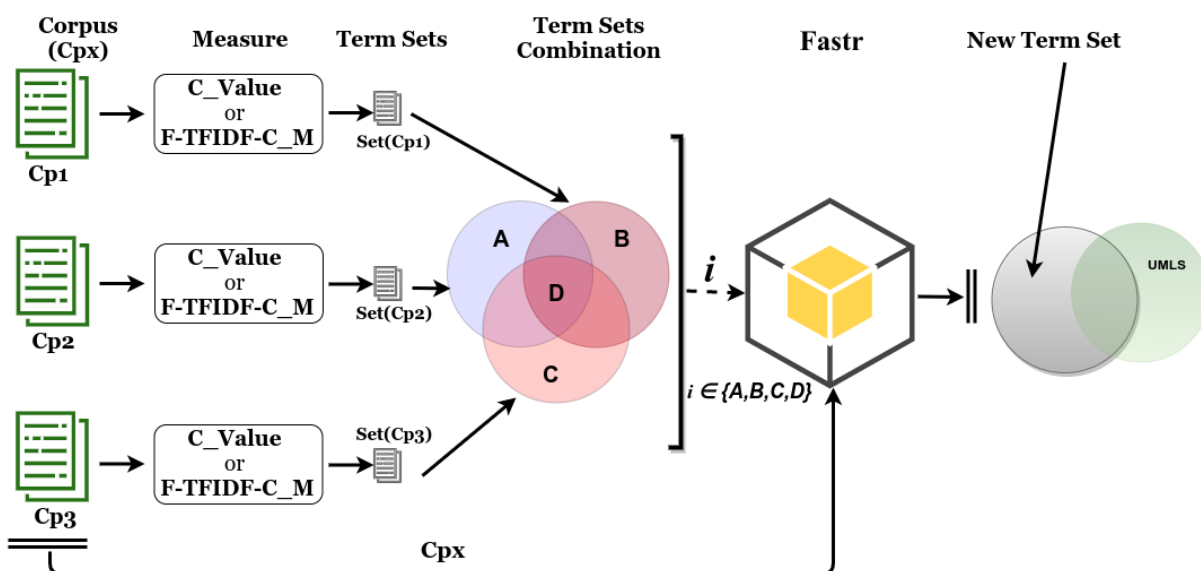 Corpus
(Cpx)
Measure
Term Sets
Term Sets
Combination
Fastr
New Term Set
C_Value
or
F-TFIDF-C_M
Set(Cp1)
Cp1
A
B
C_Value
or
F-TFIDF-C_M
Set(Cp2)
Cp2
D
i
UMLS
C
i ∈ {A,B,C,D}
Set(Cp3)
C_Value
or
F-TFIDF-C_M
Cp3
Cpx